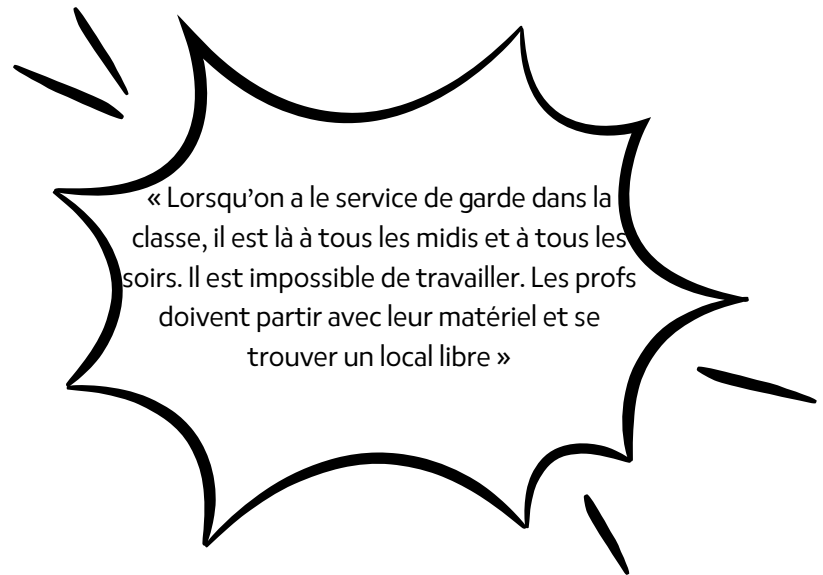 « Lorsqu’on a le service de garde dans la
classe, il est là à tous les midis et à tous les
soirs. Il est impossible de travailler. Les profs
doivent partir avec leur matériel et se
trouver un local libre »